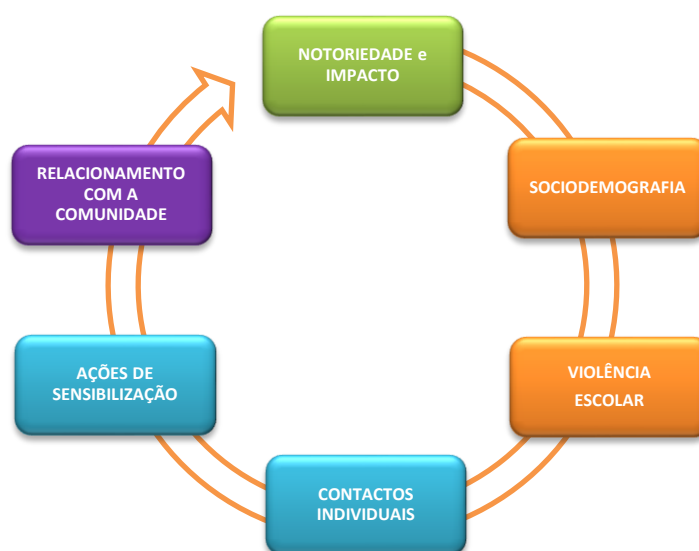 NOTORIEDADE e
IMPACTO
SOCIODEMOGRAFIA
VIOLÊNCIA
ESCOLAR
CONTACTOS
INDIVIDUAIS
AÇÕES DE
SENSIBILIZAÇÃO
RELACIONAMENTO
COM A
COMUNIDADE